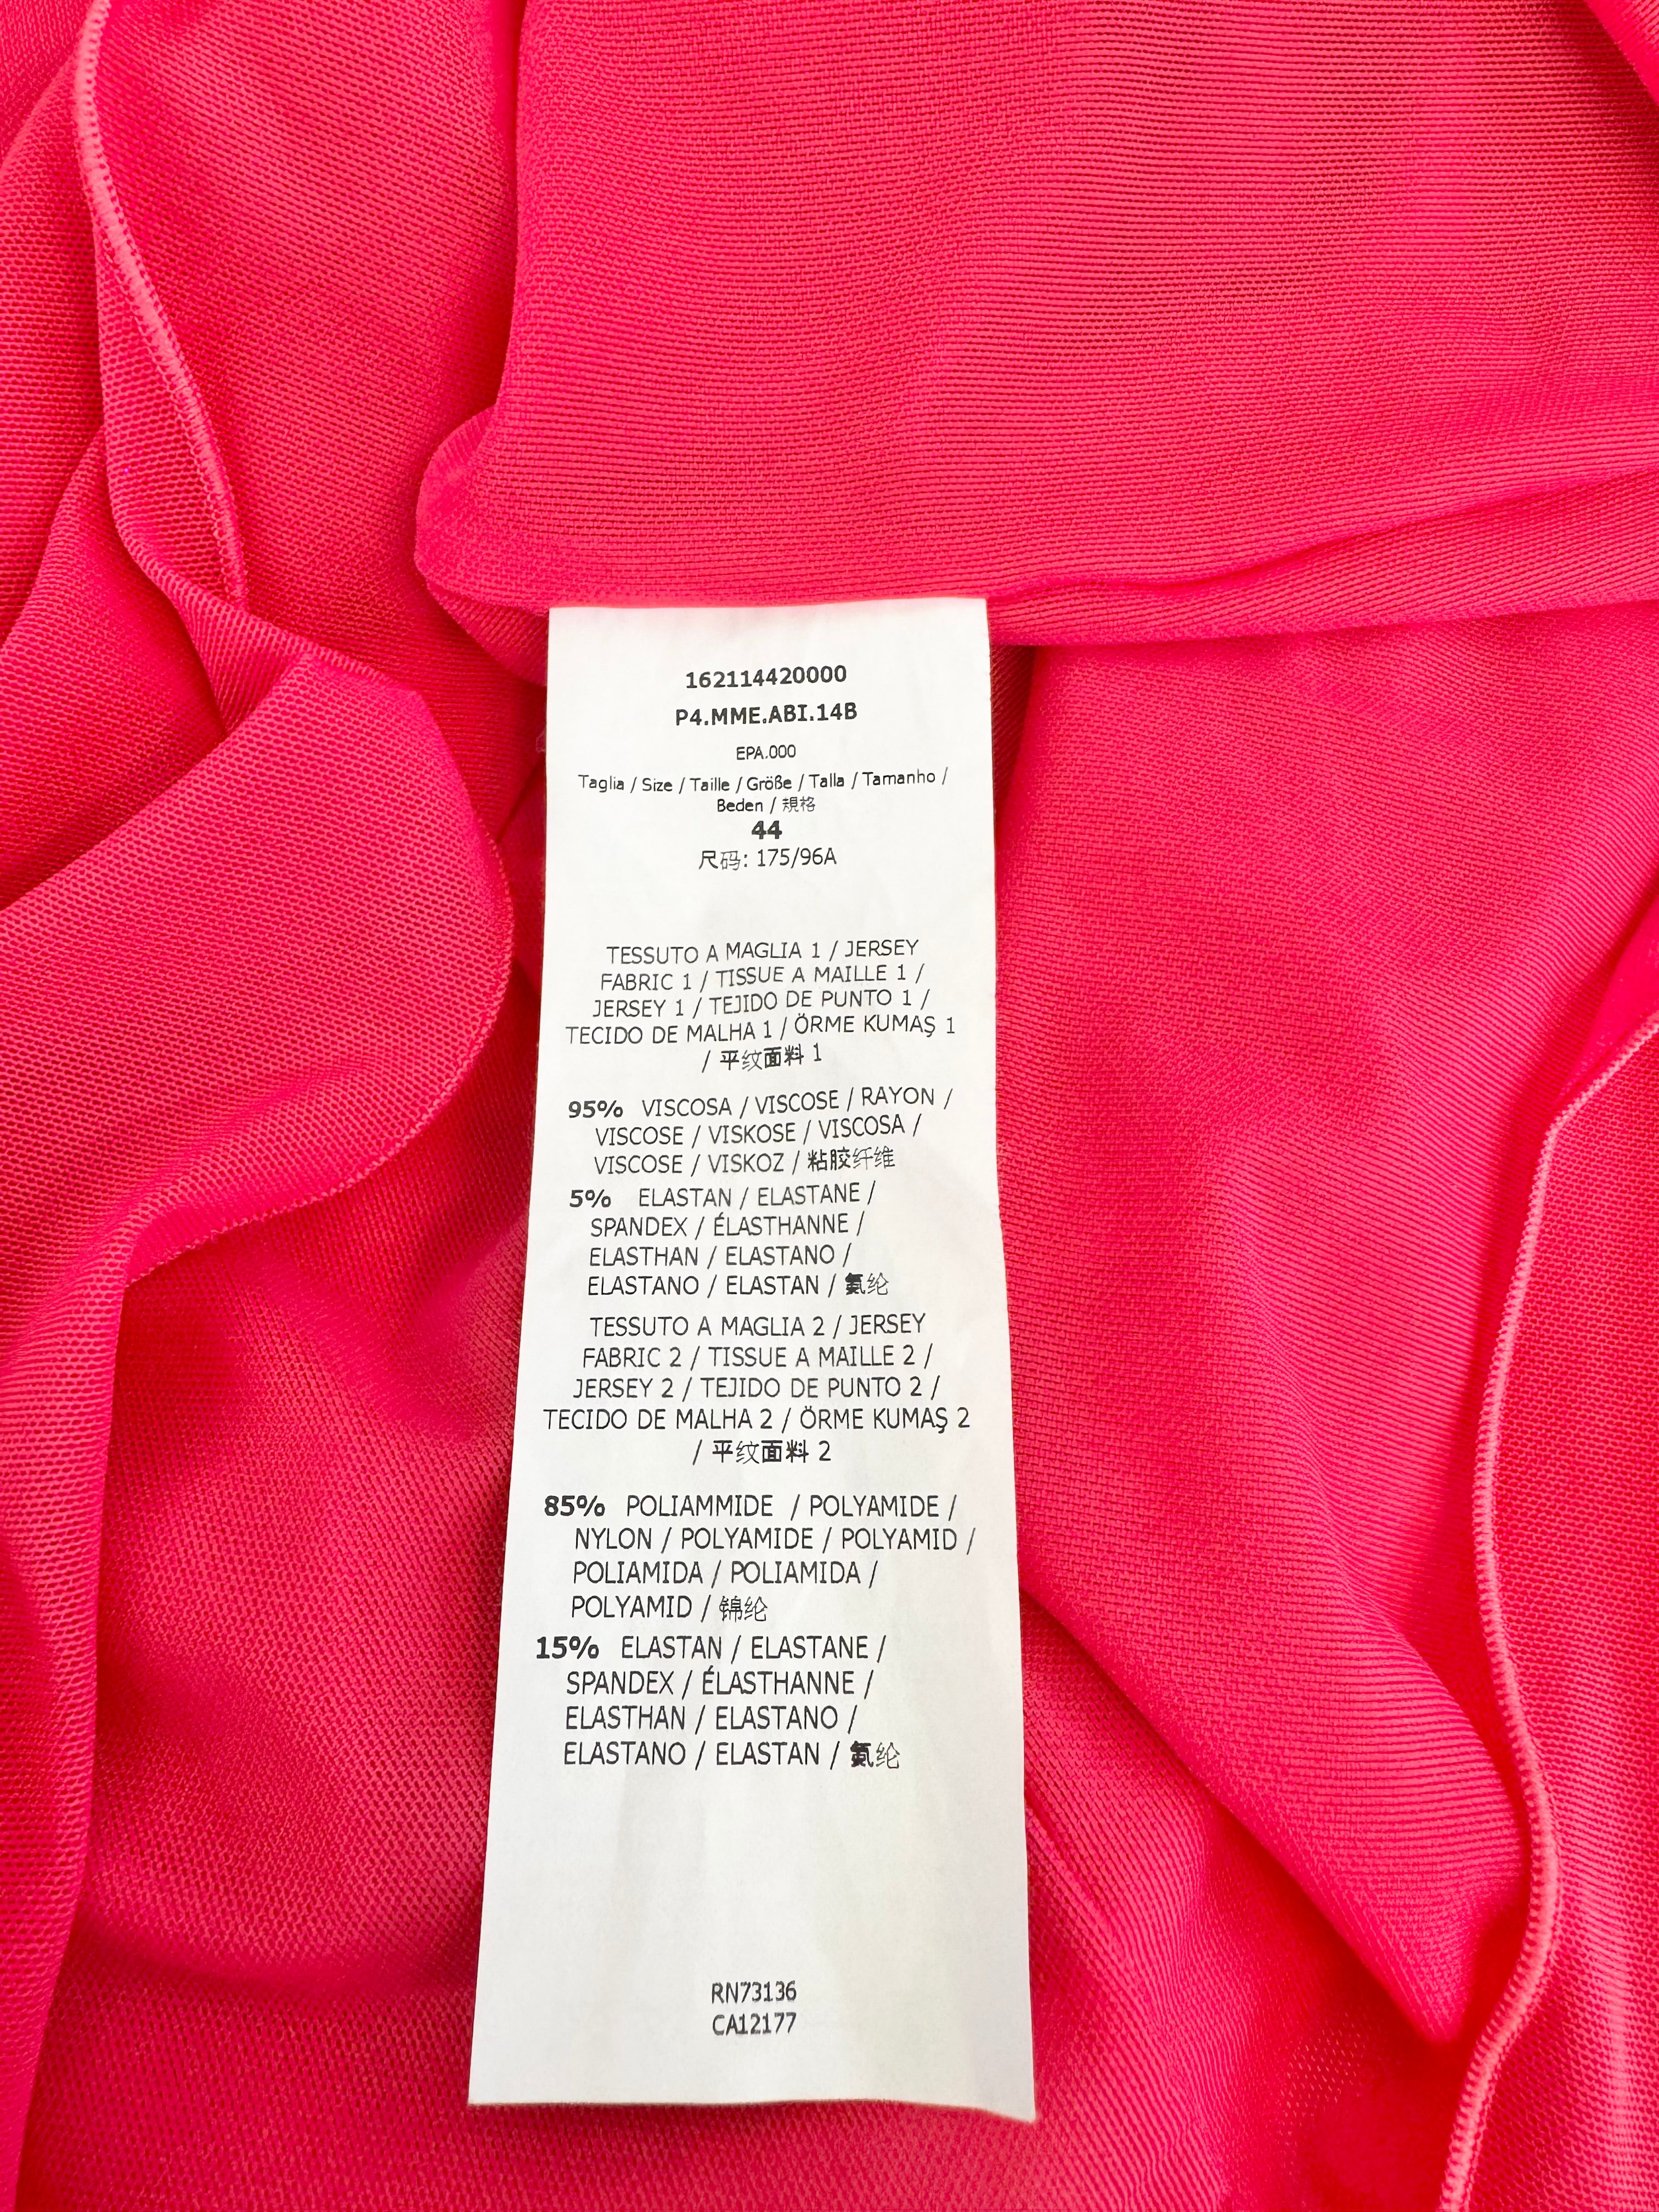 162114420000
P4.MME.ABI.14B
EPA.000
Taglia / Size / Taille / Größe / Talla / Tamanho /
Beden / 規格
44
尺码: 175/96A
TESSUTO A MAGLIA 1 / JERSEY
FABRIC 1 / TISSUE A MAILLE 1 /
JERSEY 1 / TEJIDO DE PUNTO 1 /
TECIDO DE MALHA 1 / ÖRME KUMAŞ 1
/ 平纹面料 1
95% VISCOSA / VISCOSE / RAYON /
VISCOSE / VISKOSE / VISCOSA /
VISCOSE / VISKOZ / 粘胶纤维
5% ELASTAN / ELASTANE /
SPANDEX / ÉLASTHANNE /
ELASTHAN / ELASTANO /
ELASTANO / ELASTAN / 氨纶
TESSUTO A MAGLIA 2 / JERSEY
FABRIC 2 / TISSUE A MAILLE 2 /
JERSEY 2 / TEJIDO DE PUNTO 2 /
TECIDO DE MALHA 2 / ÖRME KUMAŞ 2
/ 平纹面料 2
85% POLIAMMIDE / POLYAMIDE /
NYLON / POLYAMIDE / POLYAMID /
POLIAMIDA / POLIAMIDA /
POLYAMID / 锦纶
15% ELASTAN / ELASTANE /
SPANDEX / ÉLASTHANNE /
ELASTHAN / ELASTANO /
ELASTANO / ELASTAN / 氨纶
RN73136
CA12177